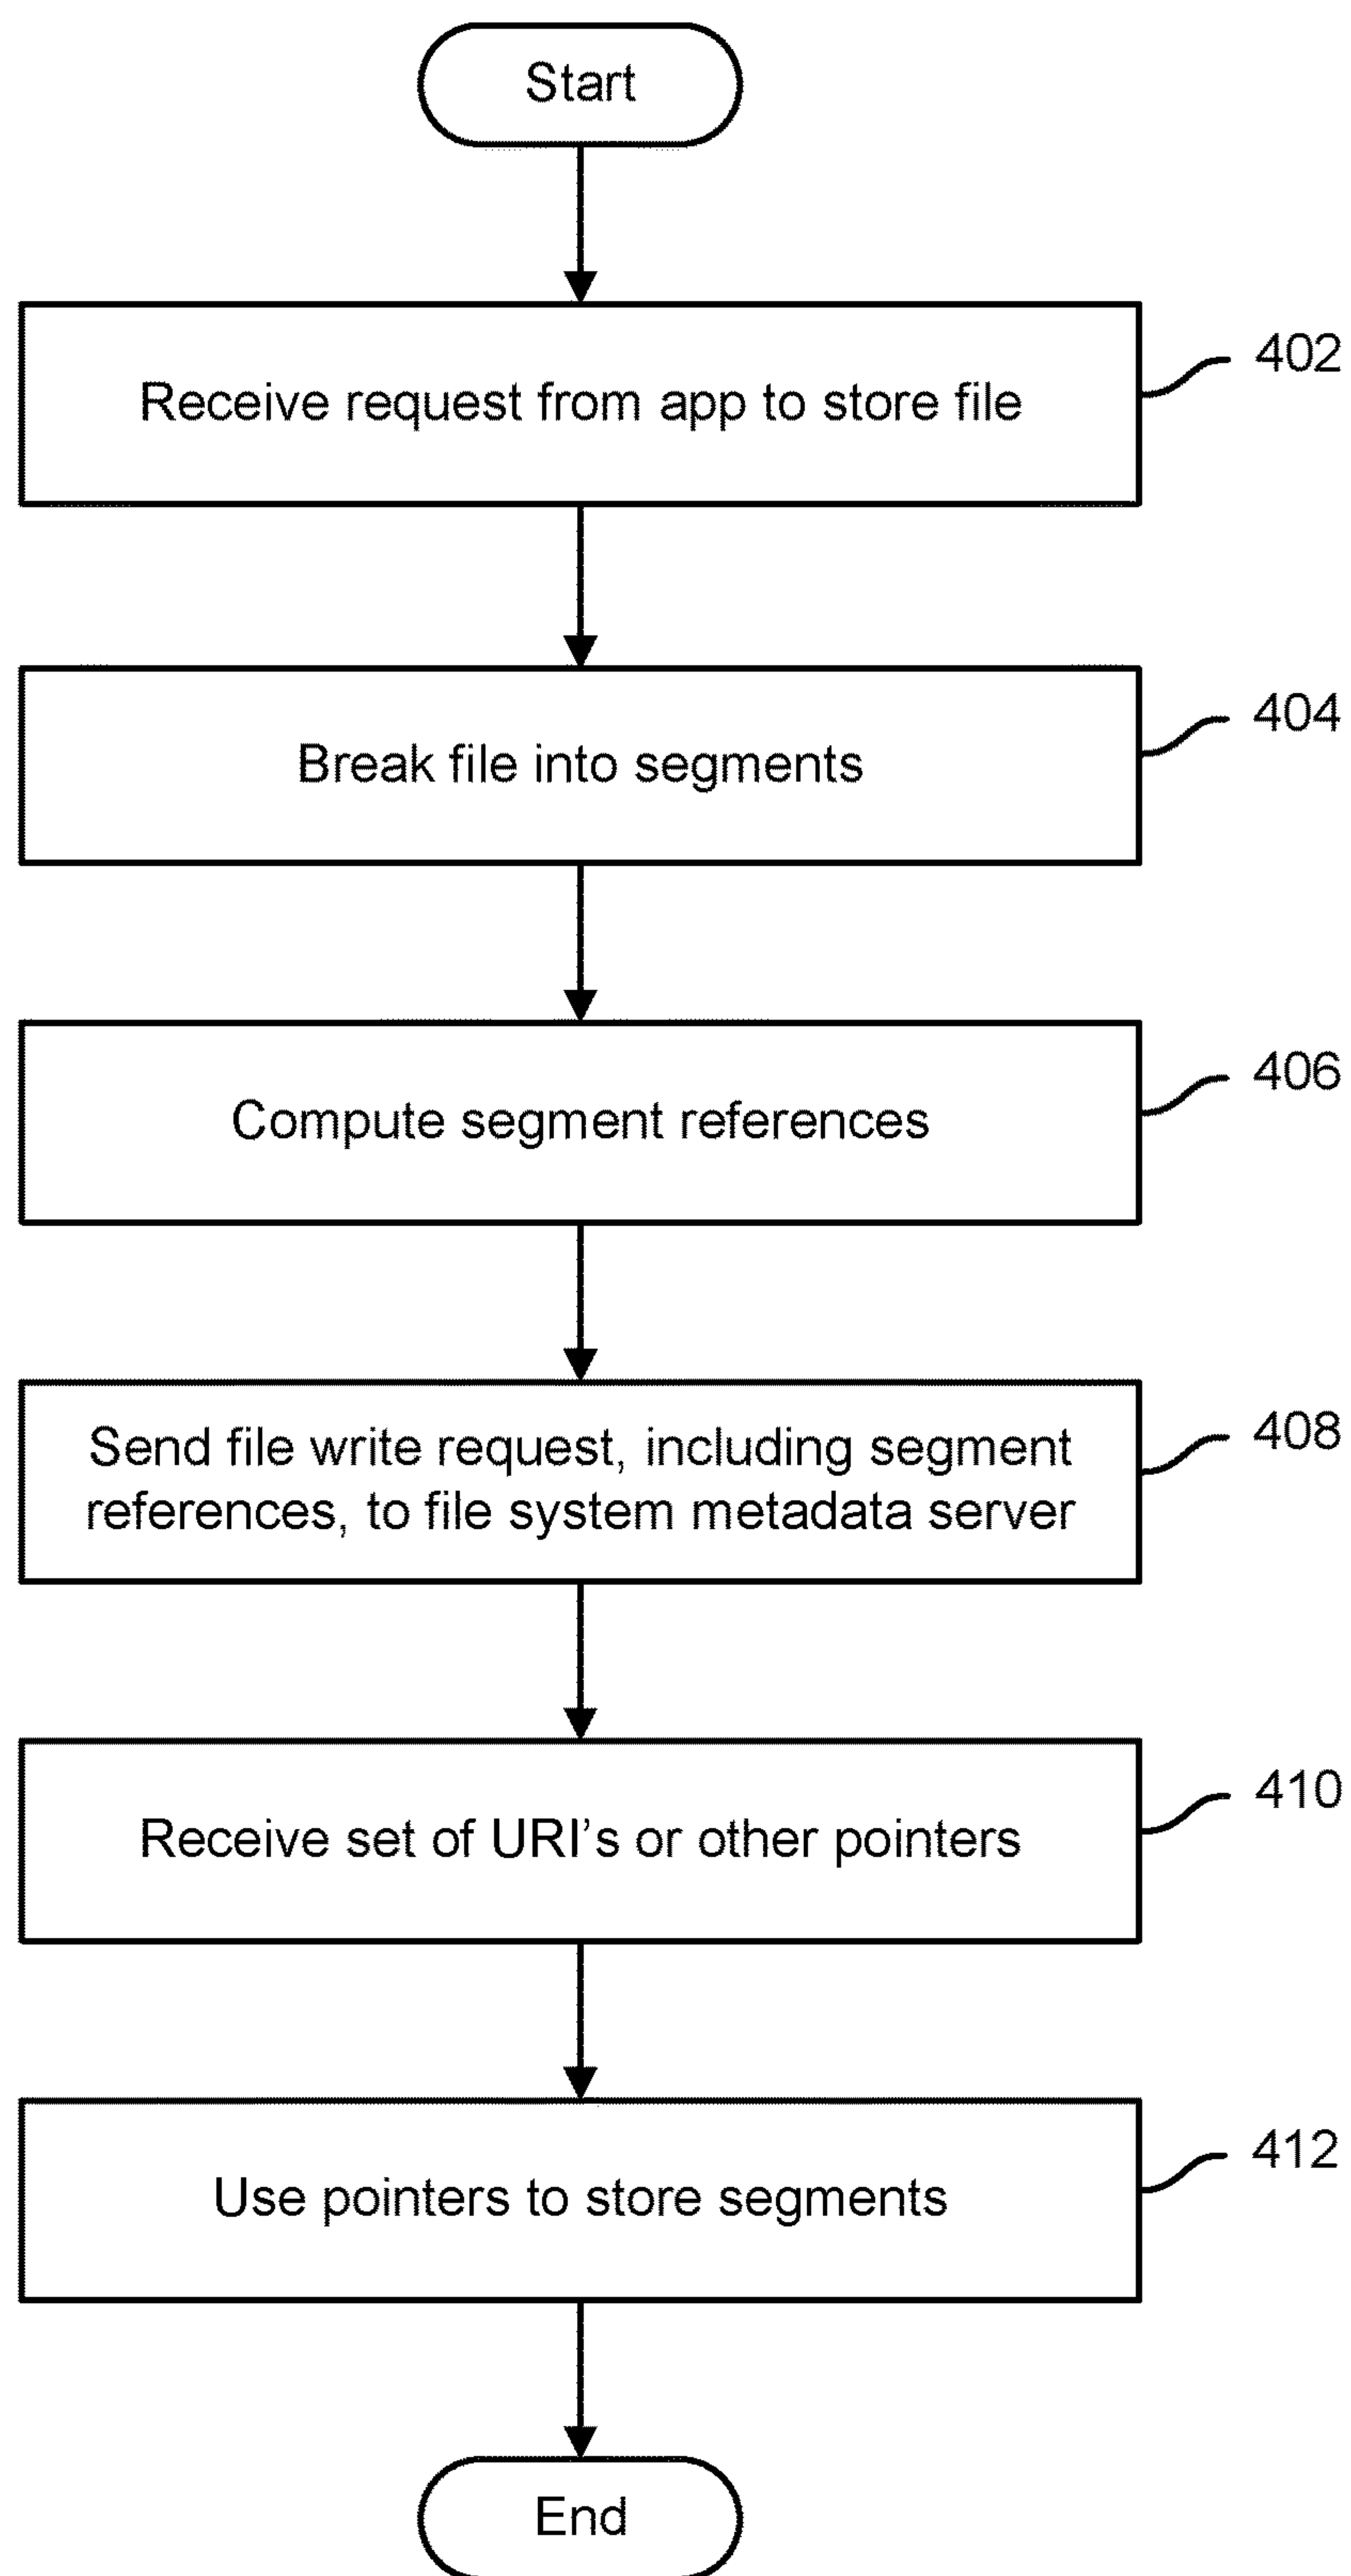 Start
Receive request from app to store file
402
Break file into segments
404
Compute segment references
406
Send file write request, including segment
references, to file system metadata server
408
Receive set of URI’s or other pointers
410
Use pointers to store segments
412
End